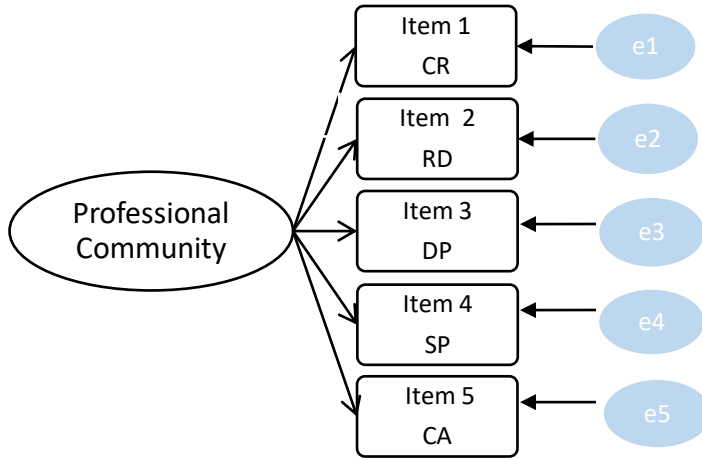 Item 1
CR
e1
Item 2
RD
e2
Professional
Community
Item 3
DP
e3
Item 4
SP
e4
Item 5
CA
e5